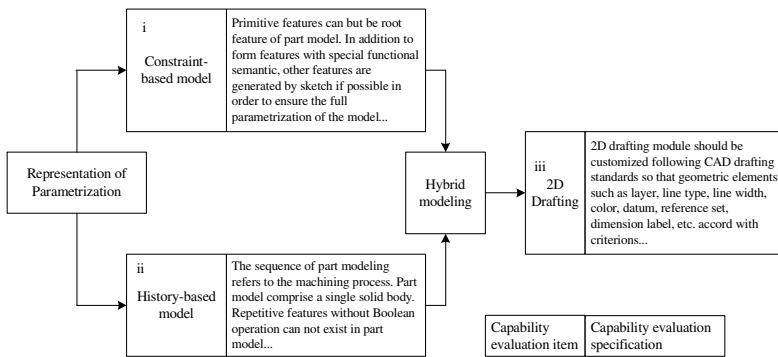 i
Constraint-
based model
Primitive features can but be root
feature of part model. In addition to
form features with special functional
semantic, other features are
generated by sketch if possible in
order to ensure the full
parametrization of the model...
Representation of
Parametrization
Hybrid
modeling
iii
2D
Drafting
2D drafting module should be
customized following CAD drafting
standards so that geometric elements
such as layer, line type, line width,
color, datum, reference set,
dimension label, etc. accord with
criterions...
ii
History-based
model
The sequence of part modeling
refers to the machining process. Part
model comprise a single solid body.
Repetitive features without Boolean
operation can not exist in part
model...
Capability
evaluation item
Capability evaluation
specification